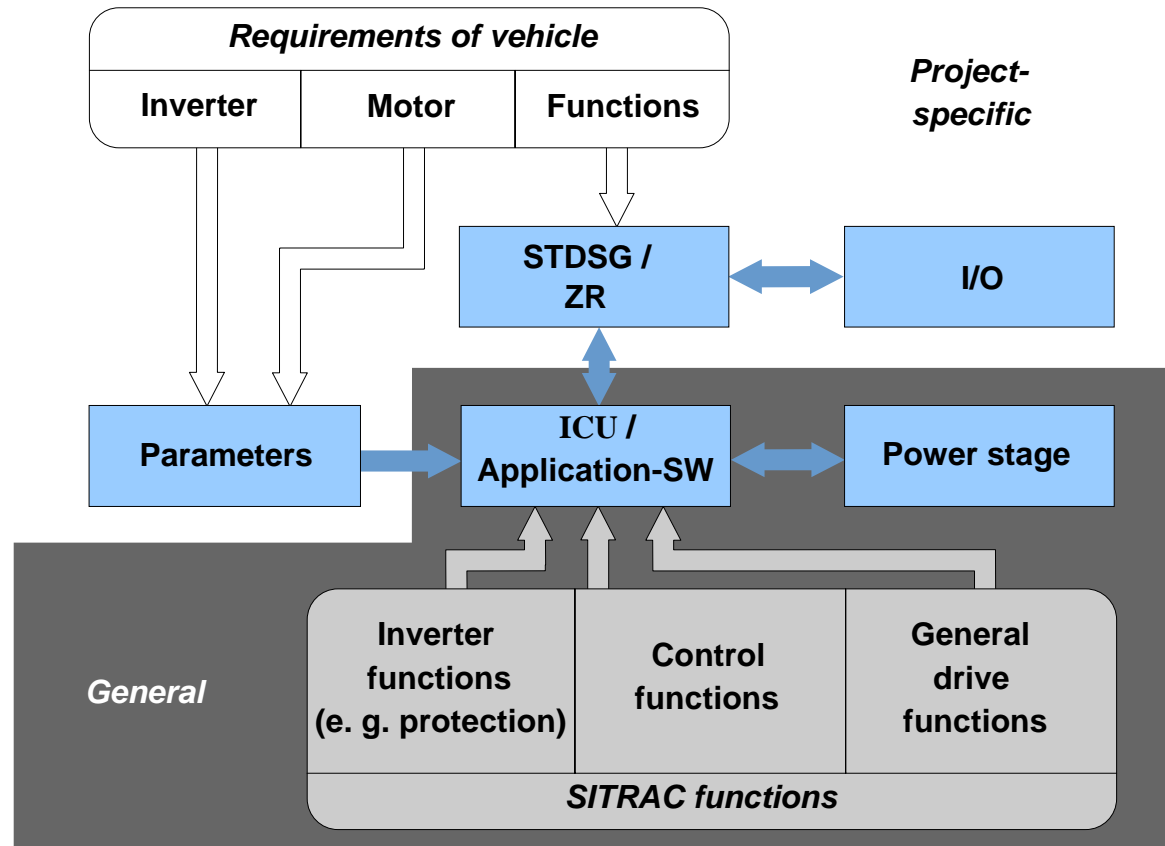 Requirements of vehicle
Inverter
Motor
Functions
Project-
specific
STDSG /
ZR
I/O
Parameters
ICU /
Application-SW
Power stage
General
Inverter
functions
(e. g. protection)
Control
functions
General
drive
functions
SITRAC functions